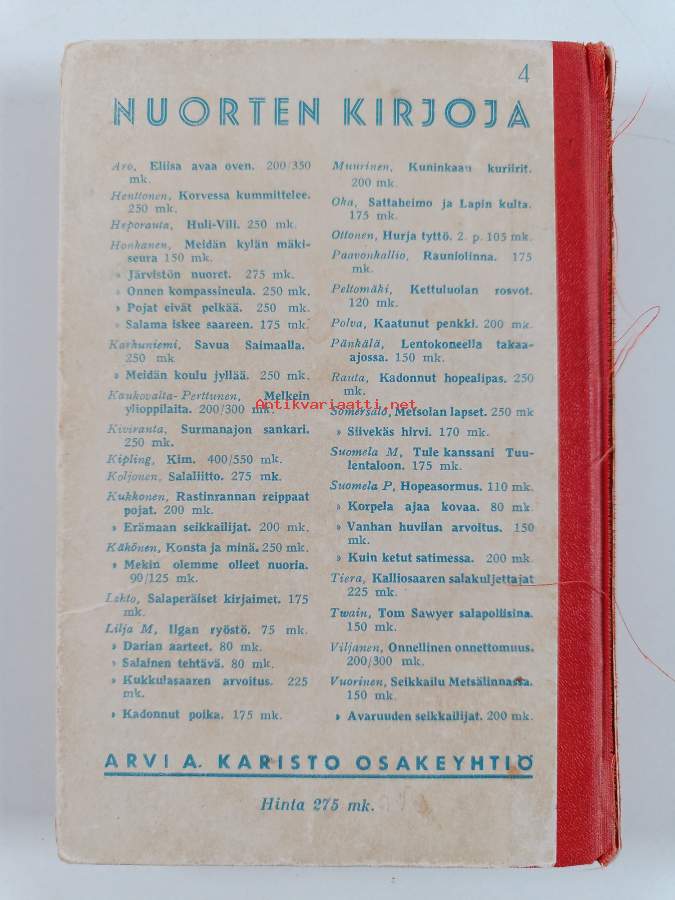 4
NUORTEN KIRJOJA
Aro, Eliisa avaa oven. 200/350
mk.
Henttonen, Korvessa kummittelee.
250 mk.
Heporauta, Huli-Vili. 250 mk.
Honkanen, Meidän kylän mäki-
seura 150 mk.
» Järvistön nuoret. 275 mk.
» Onnen kompassineula. 250 mk.
» Pojat eivät pelkää. 250 mk.
» Salama iskee saareen. 175 mk.
Karhuniemi, Savua Saimaalla.
250 mk
» Meidän koulu jyllää. 250 mk.
Kaukovalta-Perttunen, Melkein
ylioppilaita. 200/300 mk.
Kiviranta, Surmanajon sankari.
250 mk.
Kipling, Kim. 400/550 mk.
Koljonen, Salaliitto. 275 mk.
Kukkonen, Rastinrannan reippaat
pojat. 200 mk.
» Erämaan seikkailijat. 200 mk.
Kähönen, Konsta ja minä. 250 mk.
» Mekin olemme olleet nuoria.
90/125 mk.
Lehto, Salaperäiset kirjaimet. 175
mk.
Lilja M, Ilgan ryöstö. 75 mk.
» Darian aarteet. 80 mk.
» Salainen tehtävä. 80 mk.
» Kukkulasaaren arvoitus. 225
mk.
» Kadonnut poika. 175 mk.
Muurinen, Kuninkaan kuriirit.
200 mk.
Oka, Sattaheimo ja Lapin kulta.
175 mk.
Ottonen, Hurja tyttö. 2. p. 105 mk.
Paavonkallio, Rauniolinna. 175
mk.
Peltomäki, Kettuluolan rosvot.
120 mk.
Polva, Kaatunut penkki. 200 mk.
Pänkälä, Lentokoneella takaa-
ajossa. 150 mk.
Rauta, Kadonnut hopealipas. 250
mk.
Somersalo, Metsolan lapset. 250 mk
» Siivekäs hirvi. 170 mk.
Suomela M, Tule kanssani Tuu-
lentaloon. 175 mk.
Suomela P, Hopeasormus. 110 mk.
» Korpela ajaa kovaa. 80 mk.
» Vanhan huvilan arvoitus. 150
mk.
» Kuin ketut satimessa. 200 mk.
Tiera, Kalliosaaren salakuljettajat
225 mk.
Twain, Tom Sawyer salapoliisina.
150 mk.
Viljanen, Onnellinen onnettomuus.
200/300 mk.
Vuorinen, Seikkailu Metsälinnassa.
150 mk.
» Avaruuden seikkailijat. 200 mk.
Antikvariaatti.net
ARVI A. KARISTO OSAKEYHTIÖ
Hinta 275 mk.